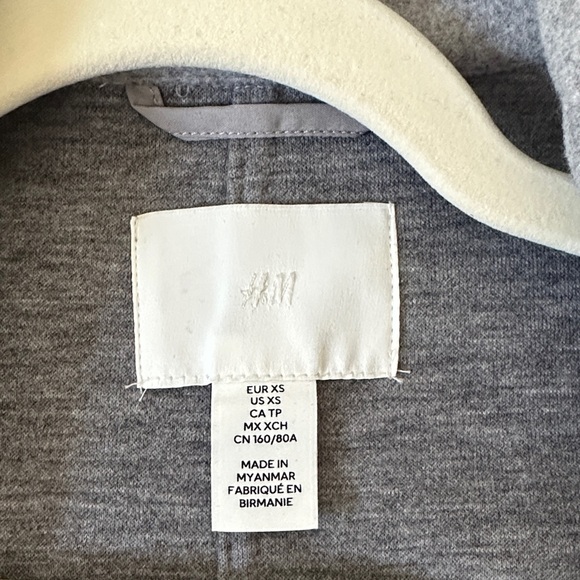 H&M
EUR XS
US XS
CA TP
MX XCH
CN 160/80A
MADE IN
MYANMAR
FABRIQUÉ EN
BIRMANIE